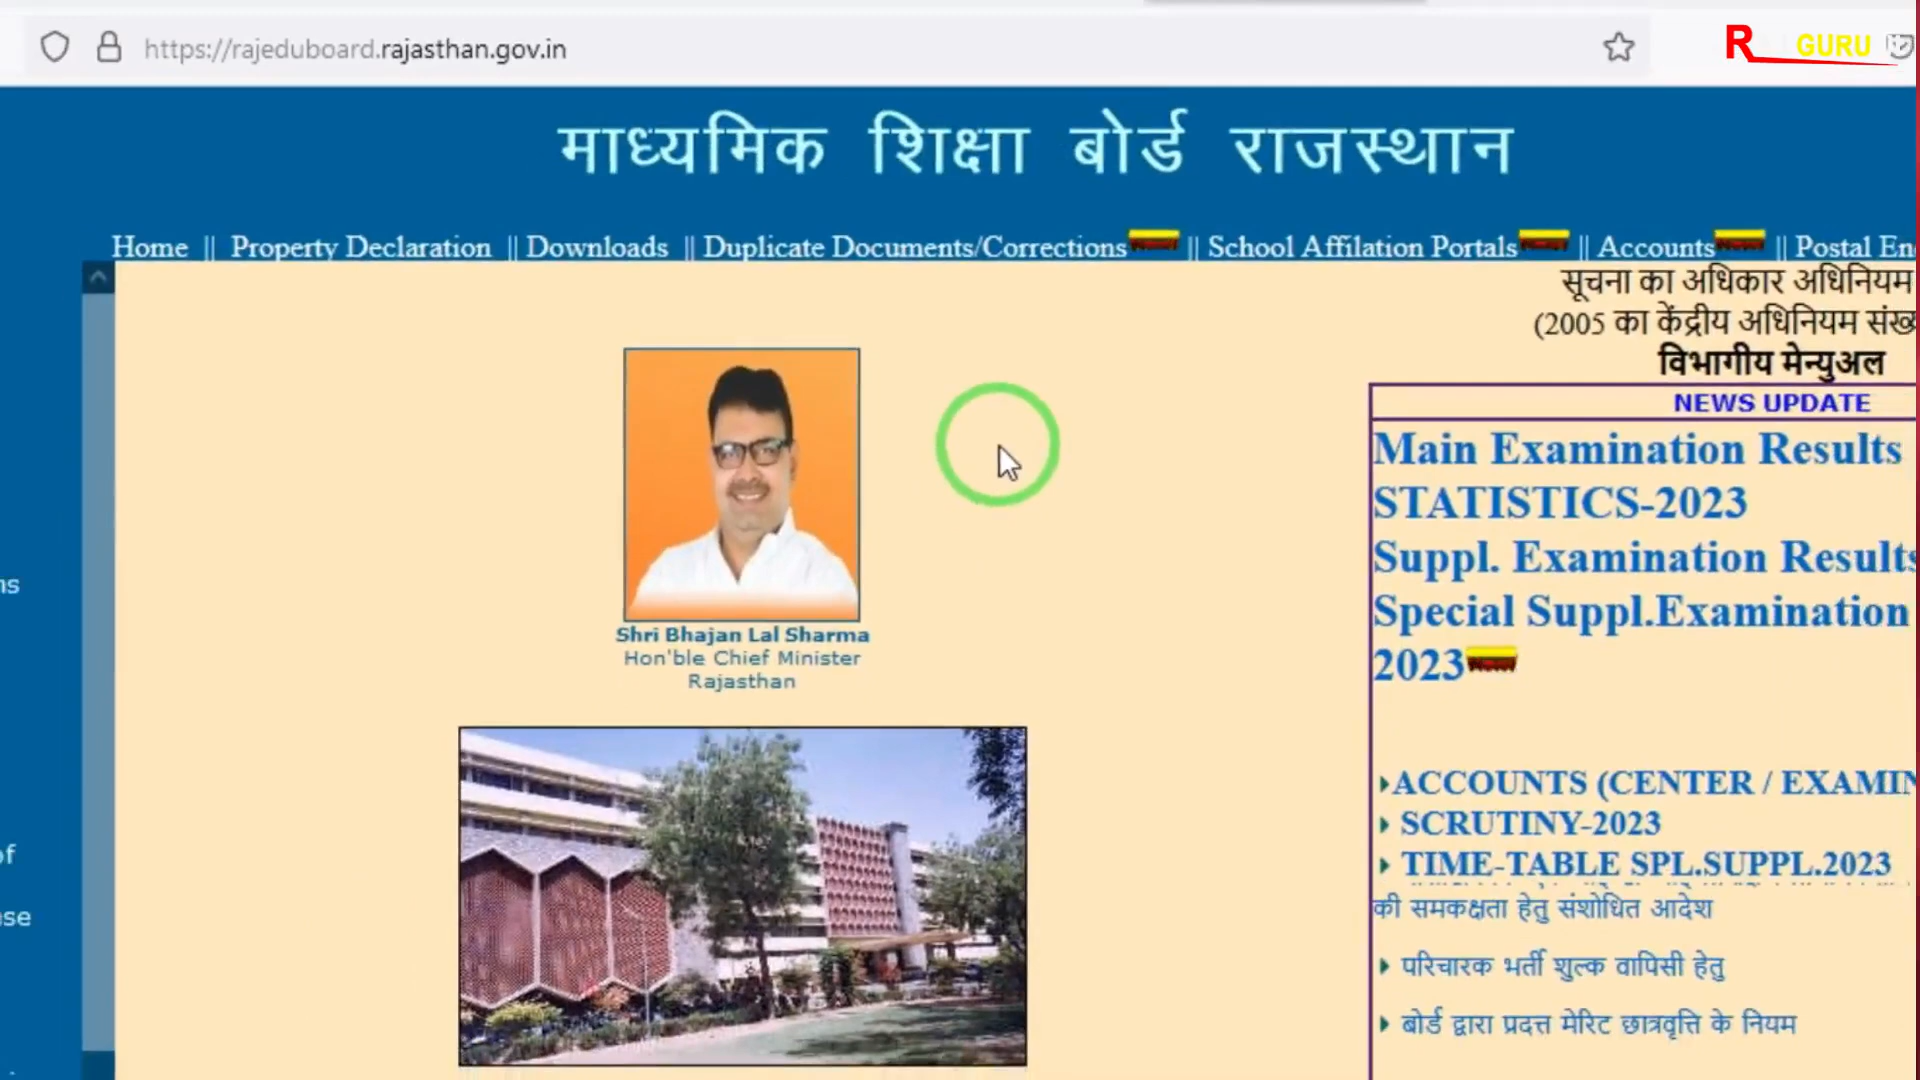 https://rajeduboard.rajasthan.gov.in
R GURU
माध्यमिक शिक्षा बोर्ड राजस्थान
Home || Property Declaration || Downloads || Duplicate Documents/Corrections || School Affilation Portals || Accounts || Postal En
सूचना का अधिकार अधिनियम
(2005 का केंद्रीय अधिनियम संख्
विभागीय मेन्युअल
NEWS UPDATE
Main Examination Results
STATISTICS-2023
Suppl. Examination Results
Special Suppl.Examination
2023
ns
of
ase
Shri Bhajan Lal Sharma
Hon'ble Chief Minister
Rajasthan
ACCOUNTS (CENTER / EXAMIN
SCRUTINY-2023
TIME-TABLE SPL.SUPPL.2023
की समकक्षता हेतु संशोधित आदेश
परिचारक भर्ती शुल्क वापिसी हेतु
बोर्ड द्वारा प्रदत्त मेरिट छात्रवृत्ति के नियम